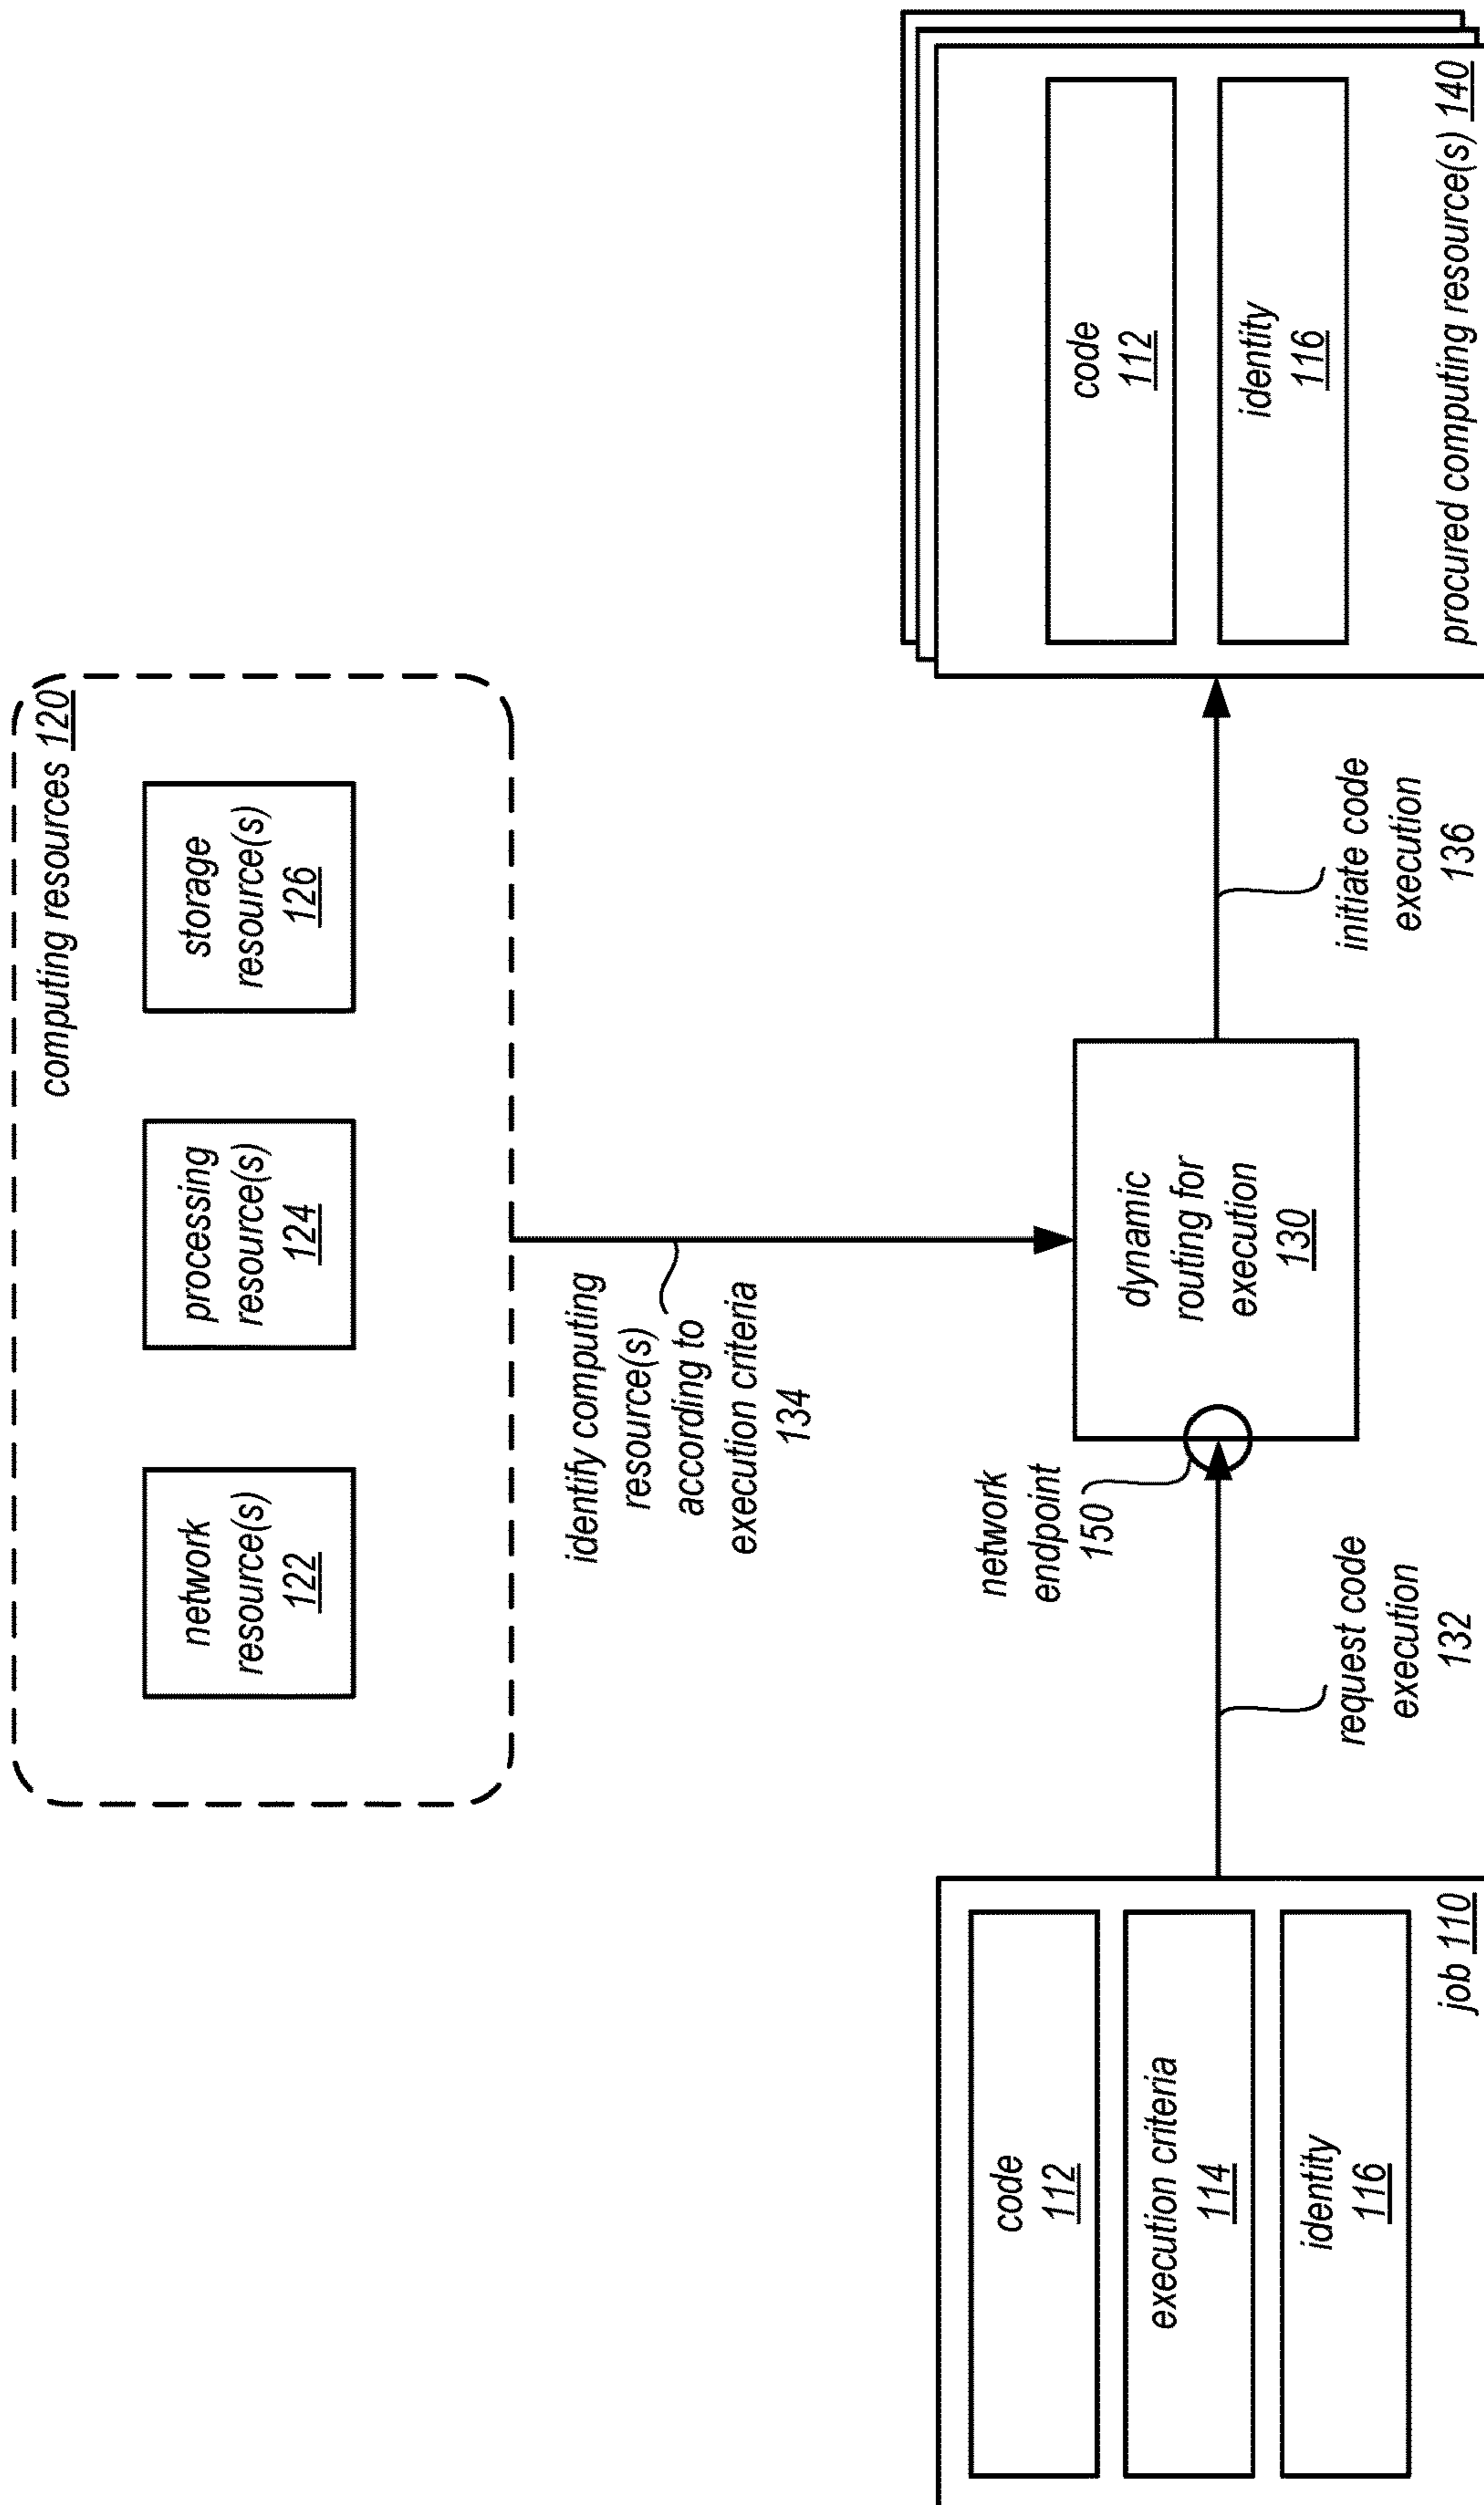 computing resources 120
network
resource(s)
122
processing
resource(s)
124
storage
resource(s)
126
identify computing
resource(s)
according to
execution criteria
134
job 110
code
112
execution criteria
114
identity
116
request code
execution
132
network
endpoint
150
dynamic
routing for
execution
130
initiate code
execution
136
code
112
identity
116
procured computing resource(s) 140